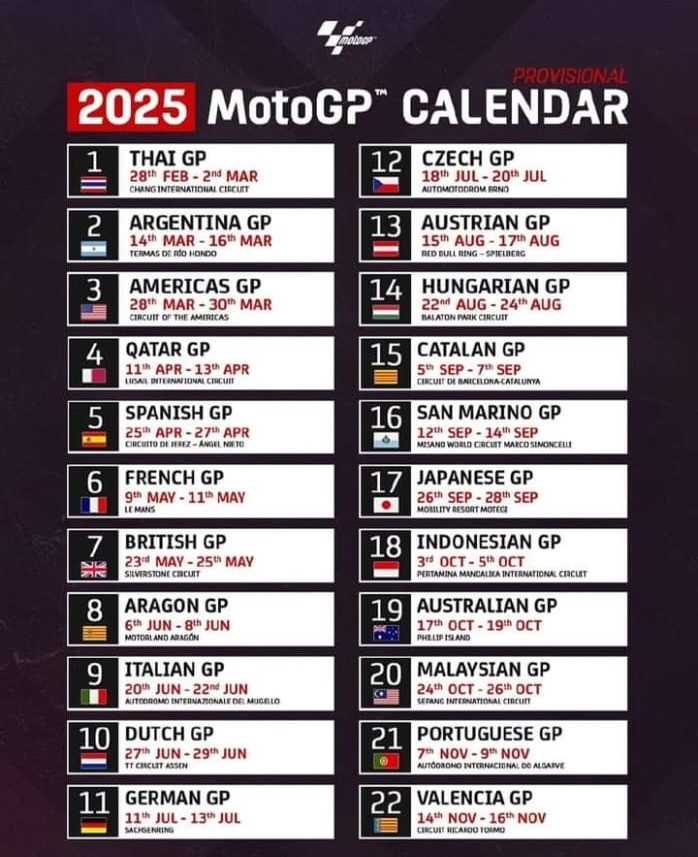 motoGP™
PROVISIONAL
2025 MotoGP™ CALENDAR
1
THAI GP
28th FEB - 2nd MAR
CHANG INTERNATIONAL CIRCUIT
2
ARGENTINA GP
14th MAR - 16th MAR
TERMAS DE RÍO HONDO
3
AMERICAS GP
28th MAR - 30th MAR
CIRCUIT OF THE AMERICAS
4
QATAR GP
11th APR - 13th APR
LUSAIL INTERNATIONAL CIRCUIT
5
SPANISH GP
25th APR - 27th APR
CIRCUITO DE JEREZ – ÁNGEL NIETO
6
FRENCH GP
9th MAY - 11th MAY
LE MANS
7
BRITISH GP
23rd MAY - 25th MAY
SILVERSTONE CIRCUIT
8
ARAGON GP
6th JUN - 8th JUN
MOTORLAND ARAGÓN
9
ITALIAN GP
20th JUN - 22nd JUN
AUTODROMO INTERNAZIONALE DEL MUGELLO
10
DUTCH GP
27th JUN - 29th JUN
TT CIRCUIT ASSEN
11
GERMAN GP
11th JUL - 13th JUL
SACHSENRING
12
CZECH GP
18th JUL - 20th JUL
AUTOMOTODROM BRNO
13
AUSTRIAN GP
15th AUG - 17th AUG
RED BULL RING – SPIELBERG
14
HUNGARIAN GP
22nd AUG - 24th AUG
BALATON PARK CIRCUIT
15
CATALAN GP
5th SEP - 7th SEP
CIRCUIT DE BARCELONA-CATALUNYA
16
SAN MARINO GP
12th SEP - 14th SEP
MISANO WORLD CIRCUIT MARCO SIMONCELLI
17
JAPANESE GP
26th SEP - 28th SEP
MOBILITY RESORT MOTEGI
18
INDONESIAN GP
3rd OCT - 5th OCT
PERTAMINA MANDALIKA INTERNATIONAL CIRCUIT
19
AUSTRALIAN GP
17th OCT - 19th OCT
PHILLIP ISLAND
20
MALAYSIAN GP
24th OCT - 26th OCT
SEPANG INTERNATIONAL CIRCUIT
21
PORTUGUESE GP
7th NOV - 9th NOV
AUTÓDROMO INTERNACIONAL DO ALGARVE
22
VALENCIA GP
14th NOV - 16th NOV
CIRCUIT RICARDO TORMO